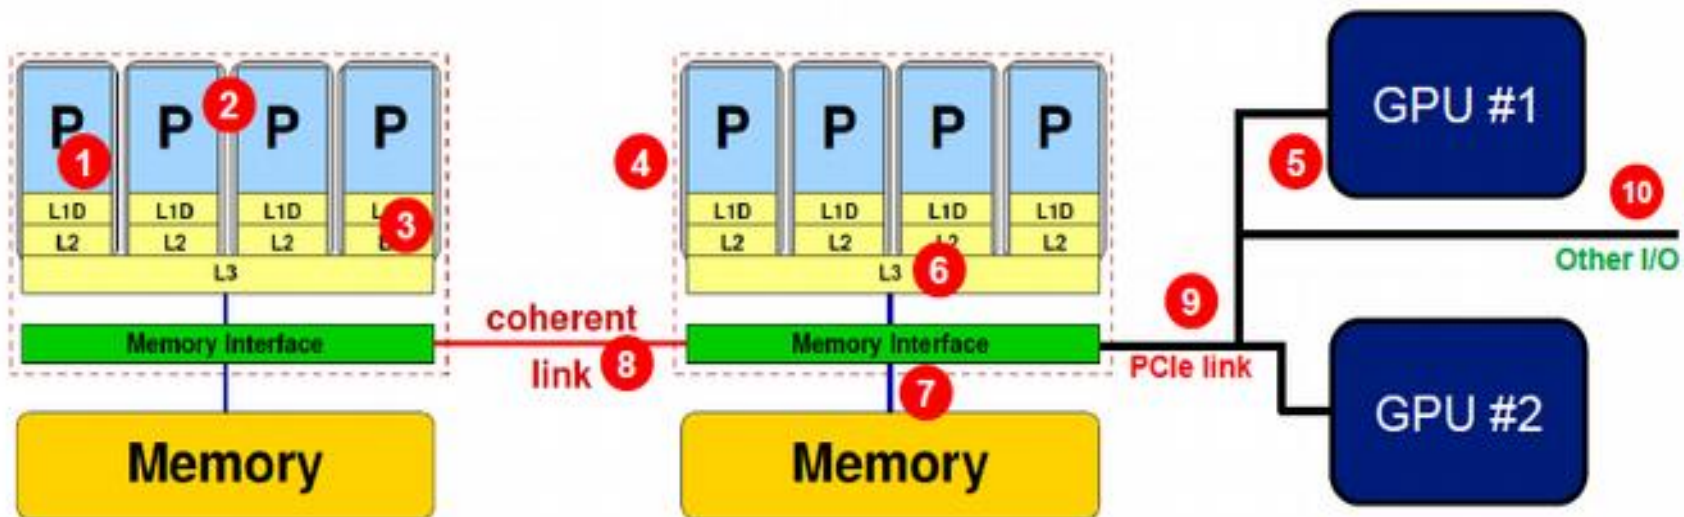 P P P P
1
2
L1D L1D L1D
3
L2 L2 L2
L3
Memory Interface
Memory
coherent
link
8
P P P P
4
L1D L1D L1D L1D
L2 L2 L2 L2
L3
6
Memory Interface
7
Memory
9
PCIe link
5
GPU #1
10
Other I/O
GPU #2